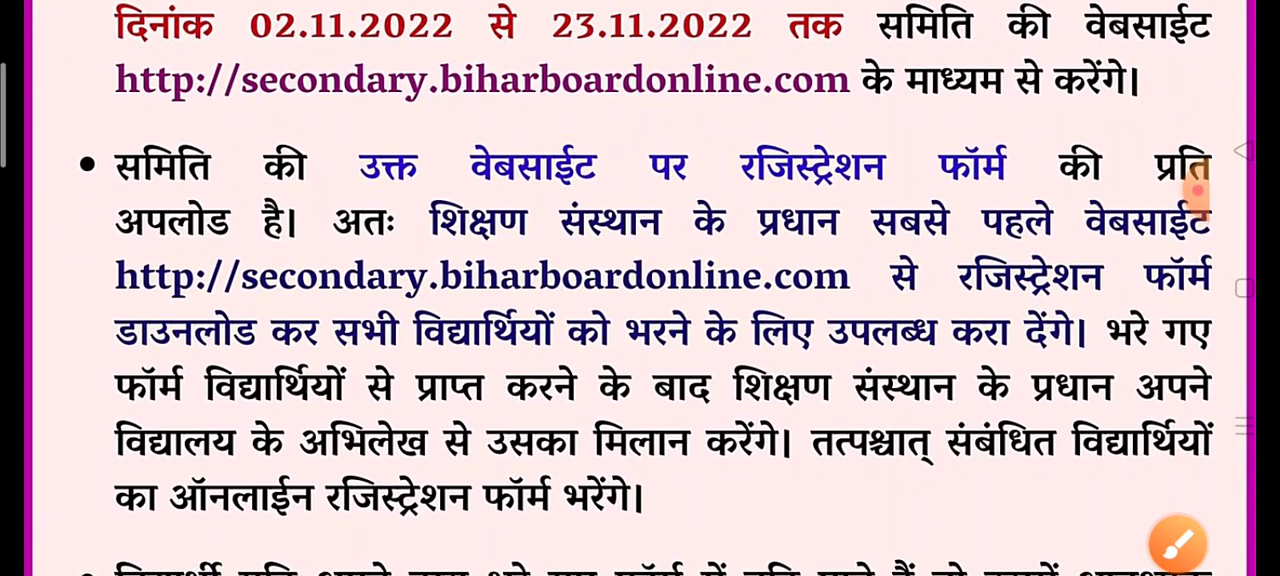 दिनांक 02.11.2022 से 23.11.2022 तक समिति की वेबसाईट
http://secondary.biharboardonline.com के माध्यम से करेंगे।
• समिति की उक्त वेबसाईट पर रजिस्ट्रेशन फॉर्म की प्रति
अपलोड है। अतः शिक्षण संस्थान के प्रधान सबसे पहले वेबसाईट
http://secondary.biharboardonline.com से रजिस्ट्रेशन फॉर्म
डाउनलोड कर सभी विद्यार्थियों को भरने के लिए उपलब्ध करा देंगे। भरे गए
फॉर्म विद्यार्थियों से प्राप्त करने के बाद शिक्षण संस्थान के प्रधान अपने
विद्यालय के अभिलेख से उसका मिलान करेंगे। तत्पश्चात् संबंधित विद्यार्थियों
का ऑनलाईन रजिस्ट्रेशन फॉर्म भरेंगे।